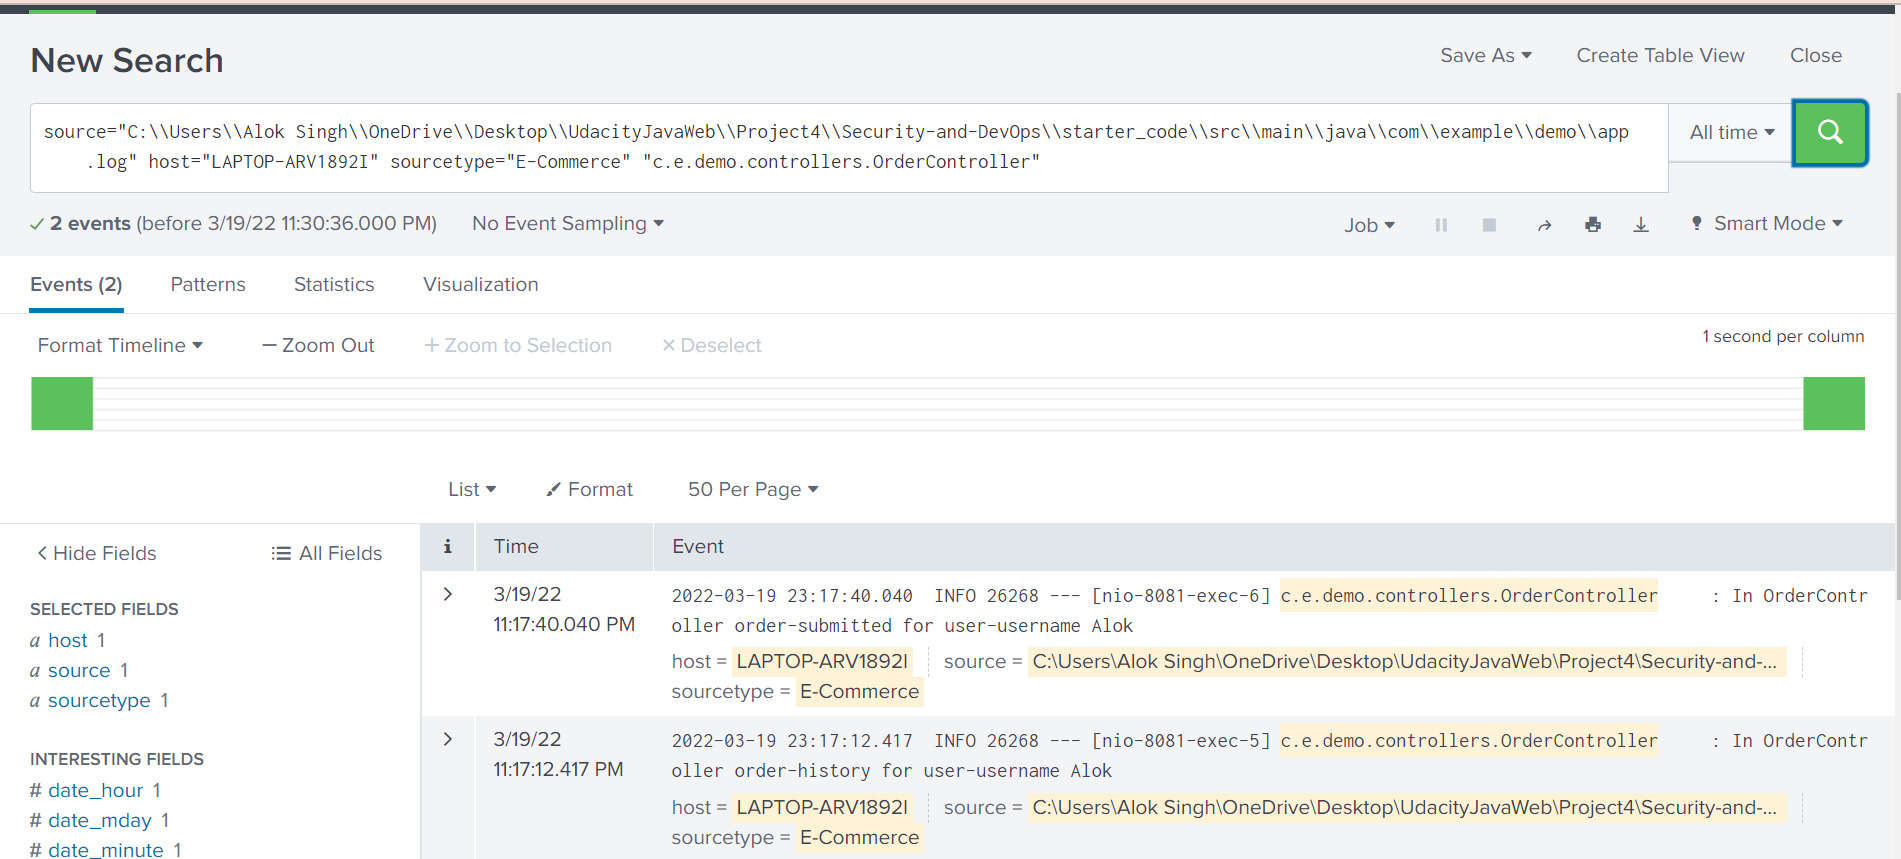 New Search
Save As
Create Table View
Close
source="C:\\Users\\Alok Singh\\OneDrive\\Desktop\\UdacityJavaWeb\\Project4\\Security-and-DevOps\\starter_code\\src\\main\\java\\com\\example\\demo\\app
.log" host="LAPTOP-ARV1892I" sourcetype="E-Commerce" "c.e.demo.controllers.OrderController"
All time
2 events (before 3/19/22 11:30:36.000 PM)
No Event Sampling
Job
Smart Mode
Events (2)
Patterns
Statistics
Visualization
Format Timeline
— Zoom Out
+ Zoom to Selection
× Deselect
1 second per column
List
Format
50 Per Page
< Hide Fields
All Fields
SELECTED FIELDS
a host 1
a source 1
a sourcetype 1
INTERESTING FIELDS
# date_hour 1
# date_mday 1
# date_minute 1
i
Time
Event
> 3/19/22
11:17:40.040 PM
2022-03-19 23:17:40.040  INFO 26268 --- [nio-8081-exec-6] c.e.demo.controllers.OrderController     : In OrderContr
oller order-submitted for user-username Alok
host = LAPTOP-ARV1892I
source = C:\Users\Alok Singh\OneDrive\Desktop\UdacityJavaWeb\Project4\Security-and-...
sourcetype = E-Commerce
> 3/19/22
11:17:12.417 PM
2022-03-19 23:17:12.417  INFO 26268 --- [nio-8081-exec-5] c.e.demo.controllers.OrderController     : In OrderContr
oller order-history for user-username Alok
host = LAPTOP-ARV1892I
source = C:\Users\Alok Singh\OneDrive\Desktop\UdacityJavaWeb\Project4\Security-and-...
sourcetype = E-Commerce